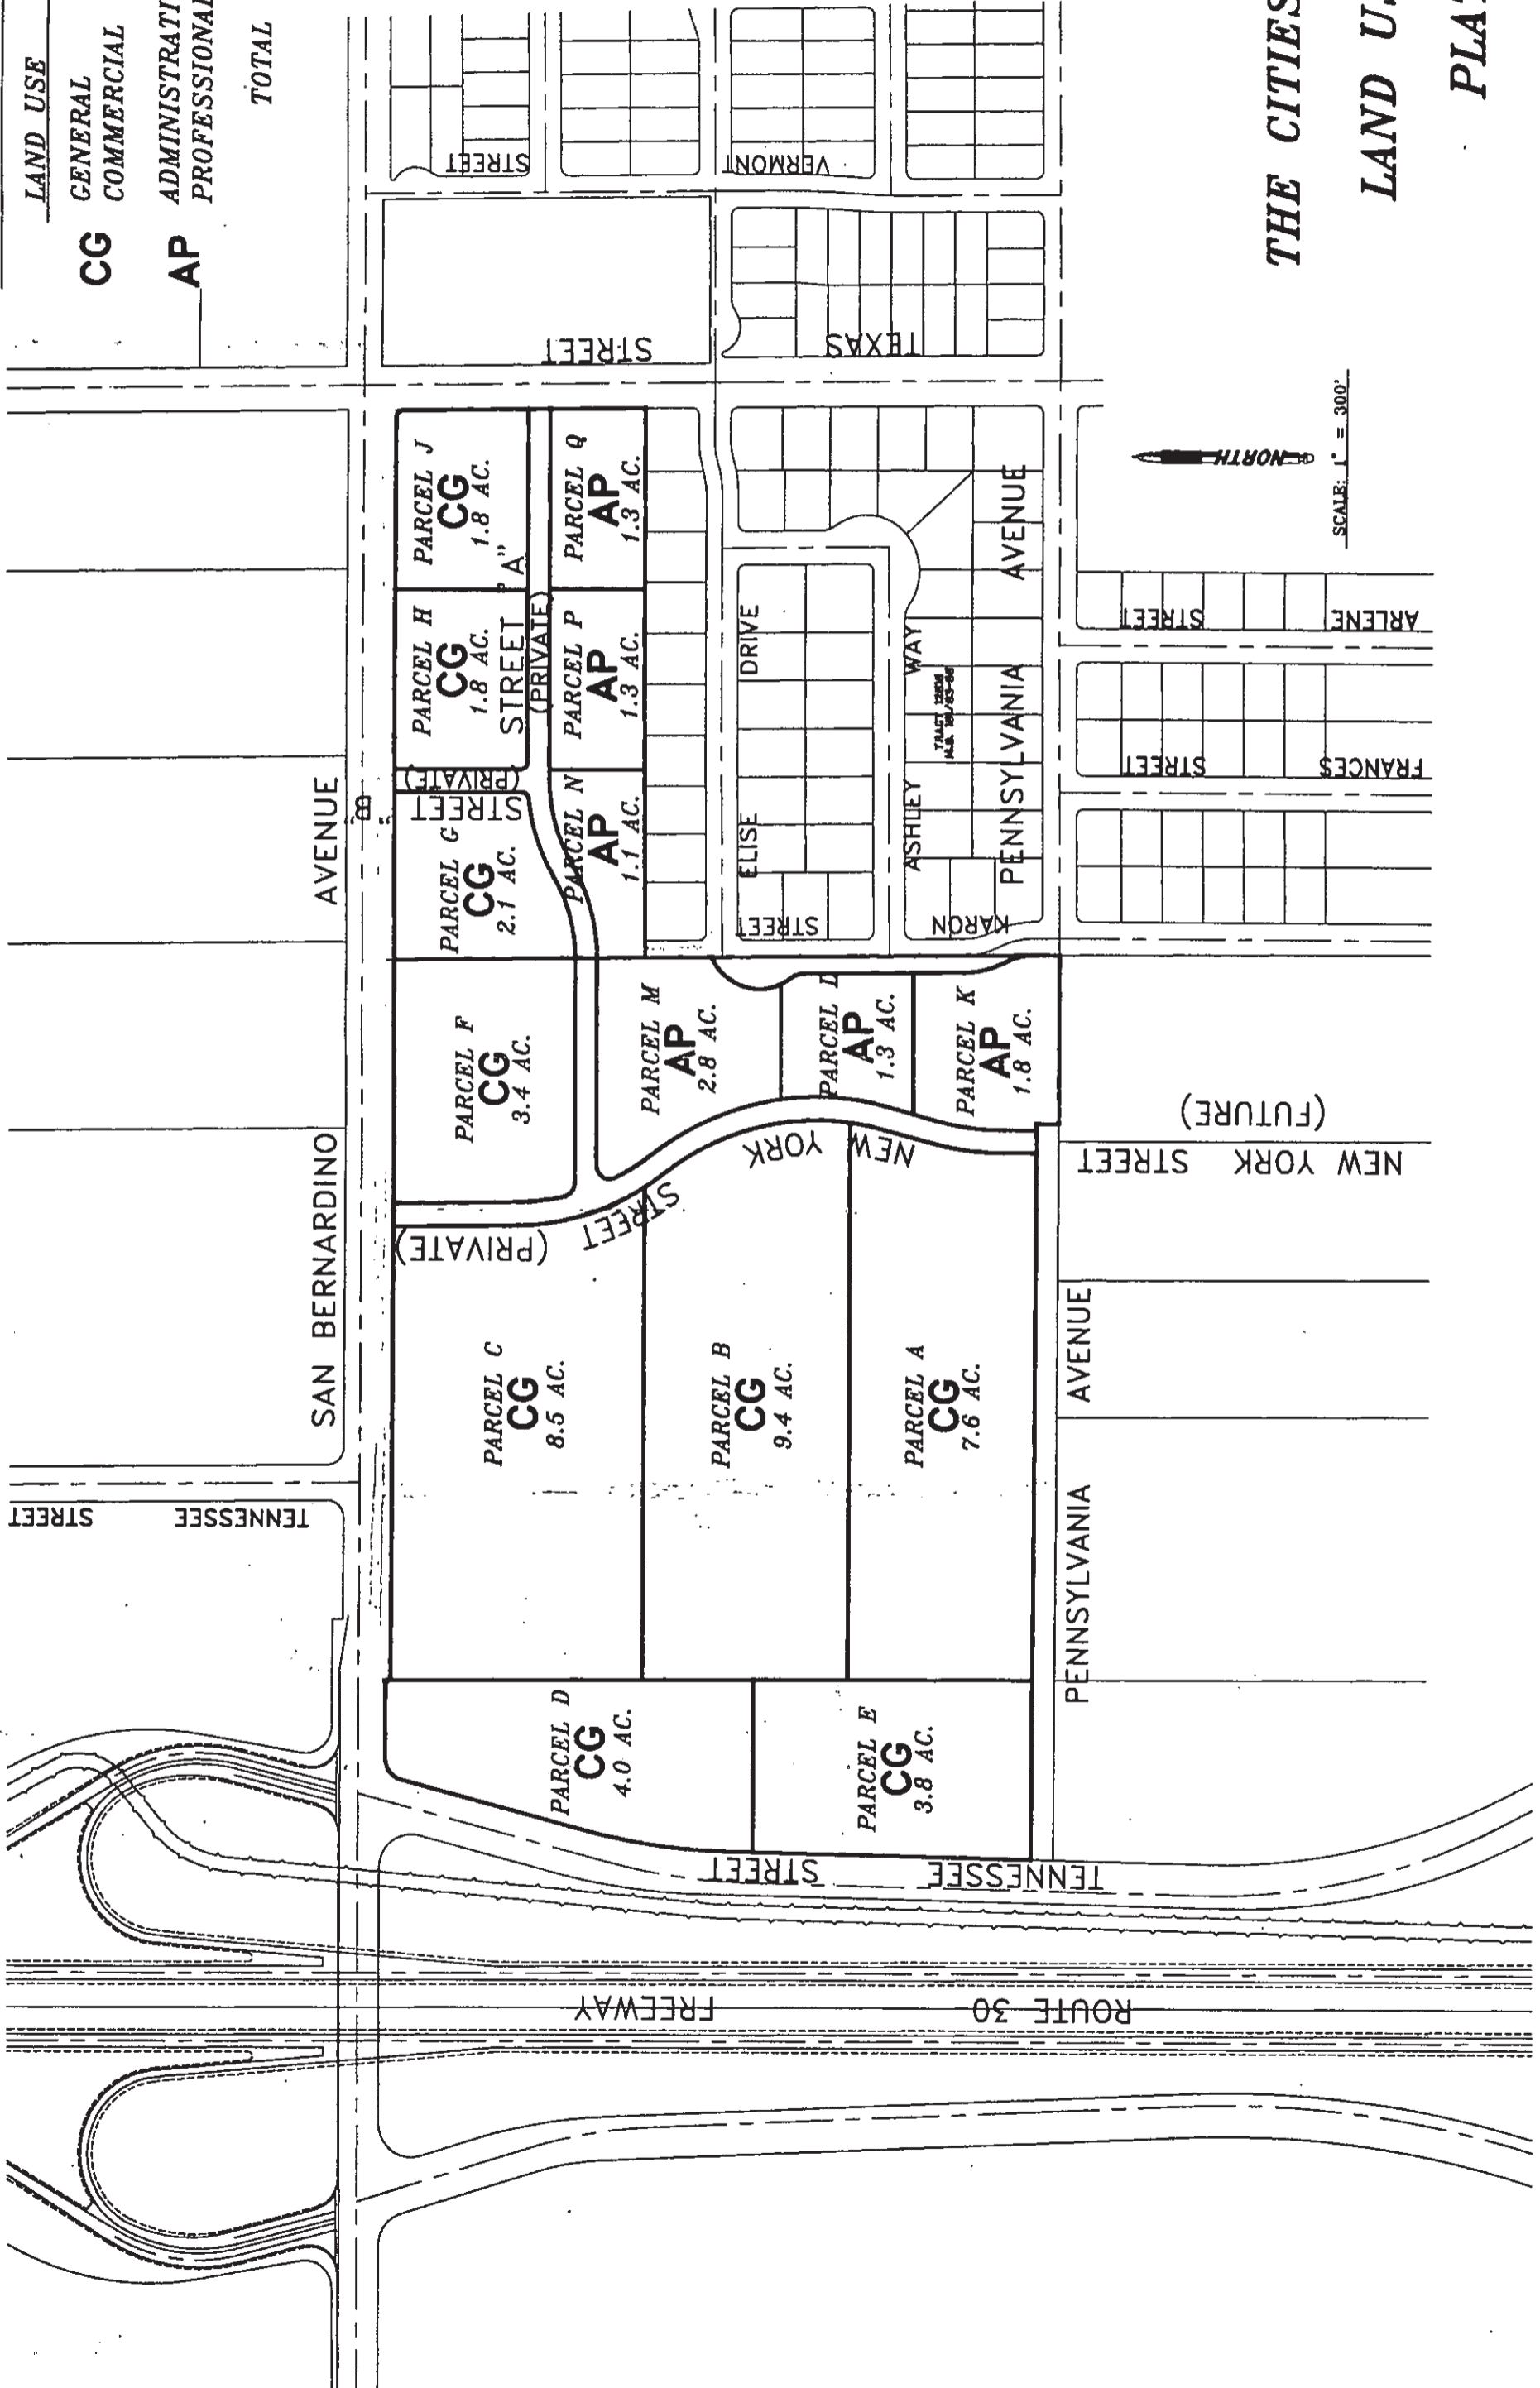 LAND USE
CG GENERAL
COMMERCIAL
AP ADMINISTRATI
PROFESSIONAL
TOTAL
THE CITIES
LAND US
PLA
SCALE: 1" = 300'
NORTH
SAN BERNARDINO AVENUE
TENNESSEE STREET
PARCEL D
CG
4.0 AC.
PARCEL E
CG
3.8 AC.
PARCEL C
CG
8.5 AC.
PARCEL B
CG
9.4 AC.
PARCEL A
CG
7.6 AC.
PARCEL F
CG
3.4 AC.
PARCEL G
CG
2.1 AC.
PARCEL H
CG
1.8 AC.
PARCEL J
CG
1.8 AC.
STREET "A"
(PRIVATE)
STREET "B"
(PRIVATE)
PARCEL N
AP
1.1 AC.
PARCEL P
AP
1.3 AC.
PARCEL Q
AP
1.3 AC.
PARCEL M
AP
2.8 AC.
PARCEL L
AP
1.3 AC.
PARCEL K
AP
1.8 AC.
NEW YORK STREET
(PRIVATE)
NEW YORK STREET
(FUTURE)
TENNESSEE STREET
ROUTE 30 FREEWAY
PENNSYLVANIA AVENUE
PENNSYLVANIA AVENUE
KARON STREET
ELISE DRIVE
ASHLEY WAY
FRANCES STREET
ARLENE STREET
TEXAS STREET
VERMONT STREET